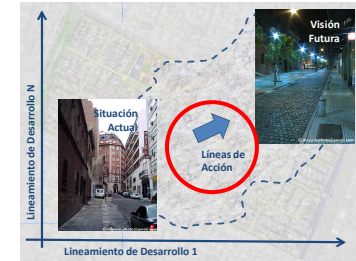 Visión
Futura
Situación
Actual
Líneas de
Acción
Lineamiento de Desarrollo N
Lineamiento de Desarrollo 1